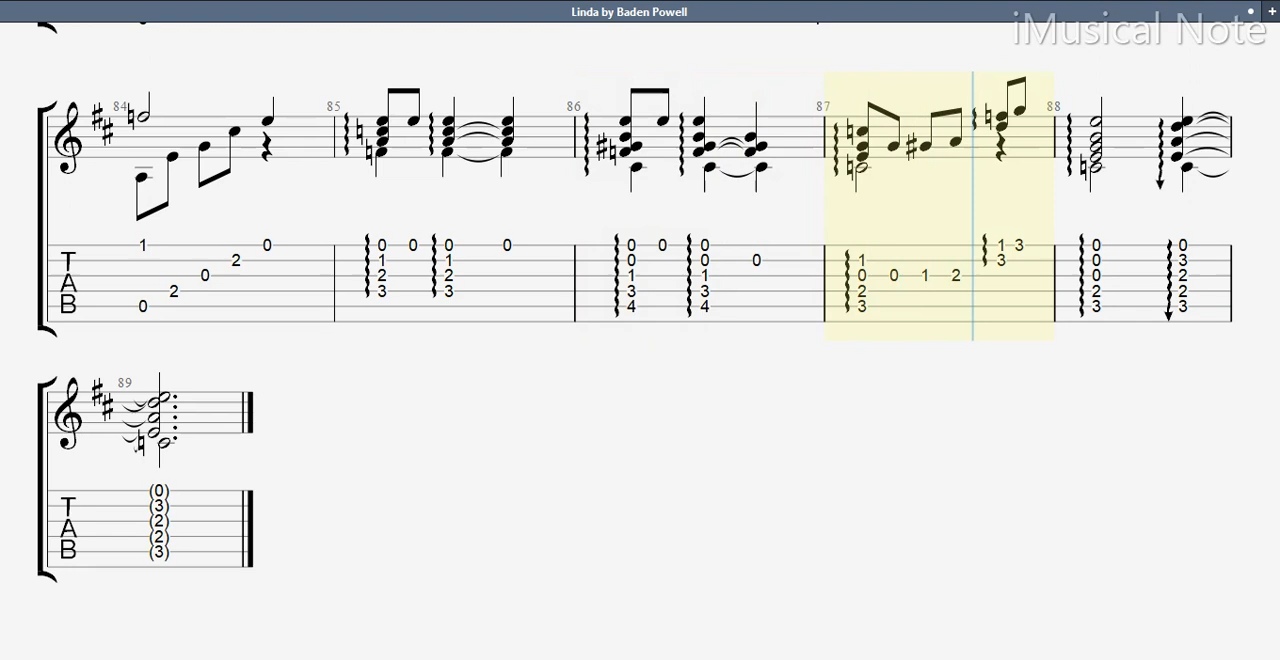 Linda by Baden Powell
+
iMusical Note
84 85 86 87 88
1 0 0 0 0 0 0 0 0 1 3 0 0
2 1 1 0 0 1 3 0 3
T 0 2 2 1 1 0 0 1 2 0 2
A 2 3 3 3 3 2 2 2
B 0 4 4 3 3 3
89
(0)
T (3)
(2)
A (2)
B (3)